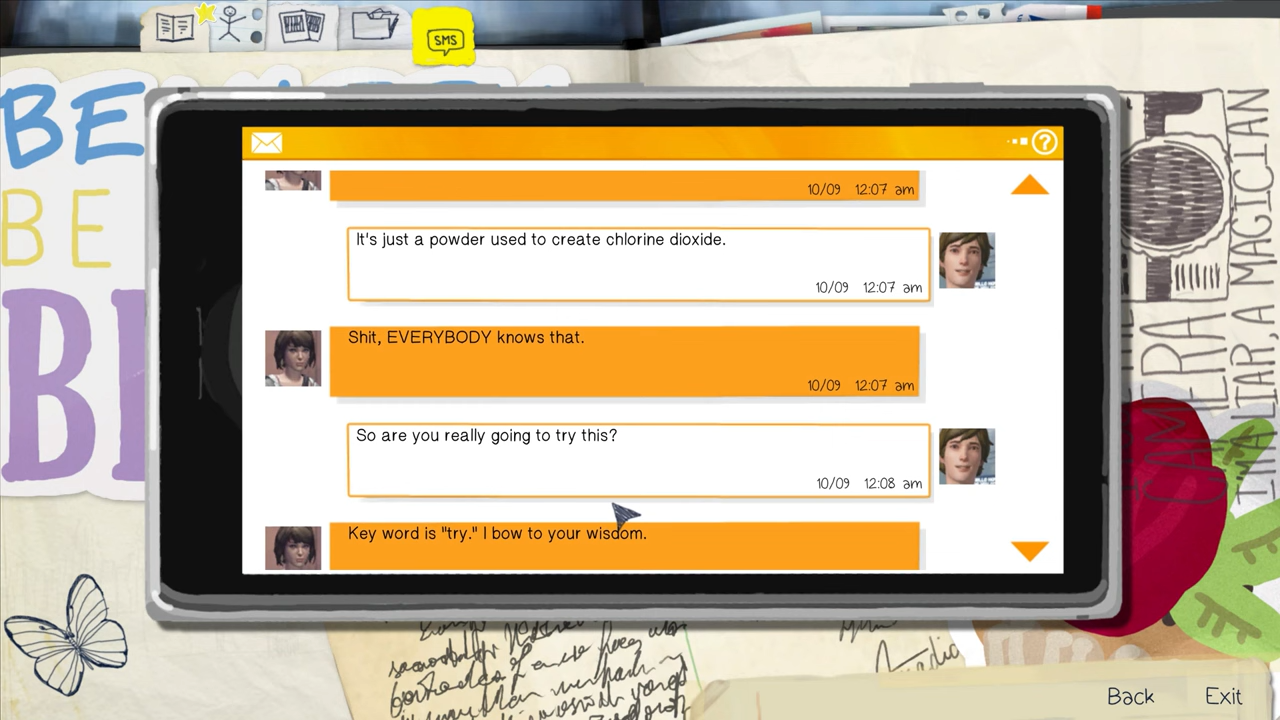 SMS
BE
BE
10/09 12:07 am
It's just a powder used to create chlorine dioxide.
10/09 12:07 am
Shit, EVERYBODY knows that.
10/09 12:07 am
So are you really going to try this?
10/09 12:08 am
Key word is "try." I bow to your wisdom.
CAMERA
LIAR, A MAGICIAN
Back
Exit